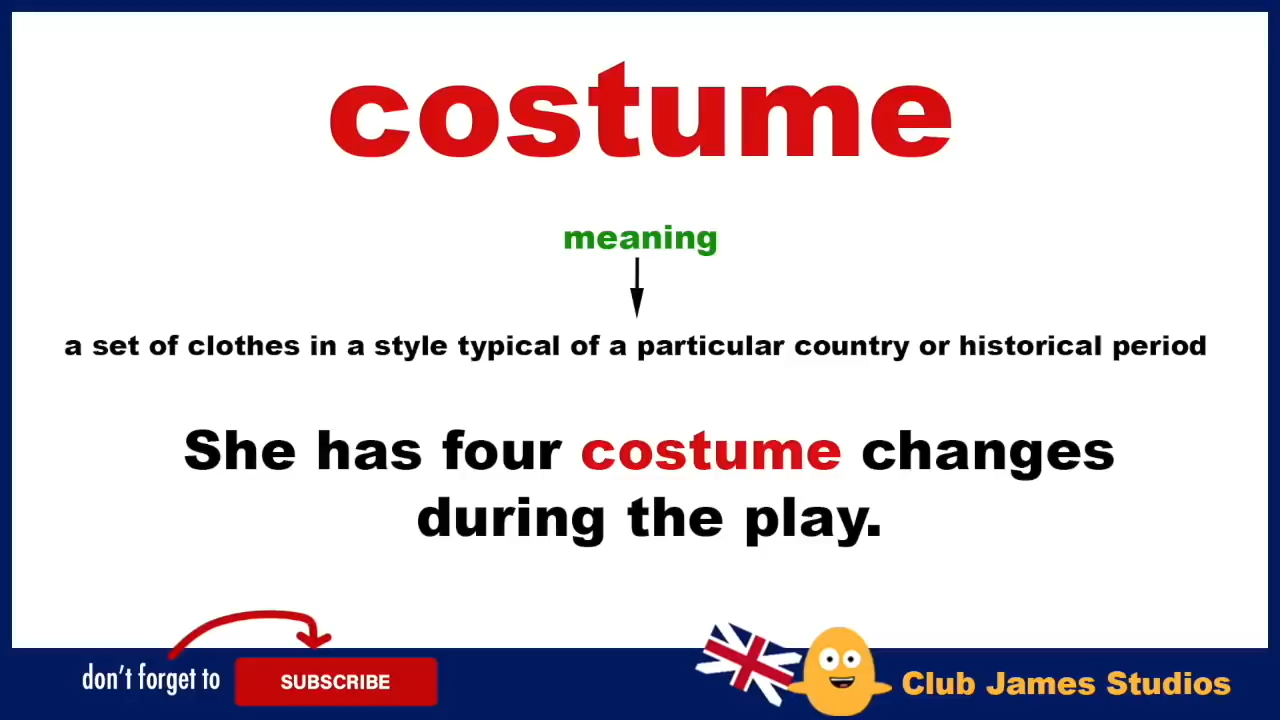 costume
meaning
a set of clothes in a style typical of a particular country or historical period
She has four costume changes
during the play.
don't forget to
SUBSCRIBE
Club James Studios